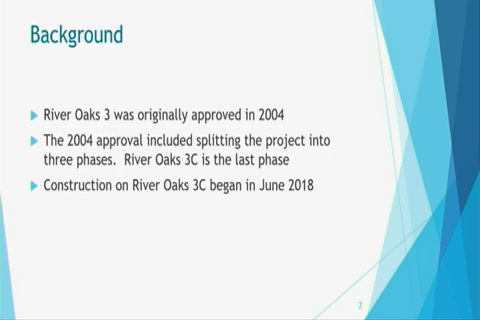 Background
River Oaks 3 was originally approved in 2004
The 2004 approval included splitting the project into
three phases.  River Oaks 3C is the last phase
Construction on River Oaks 3C began in June 2018
2